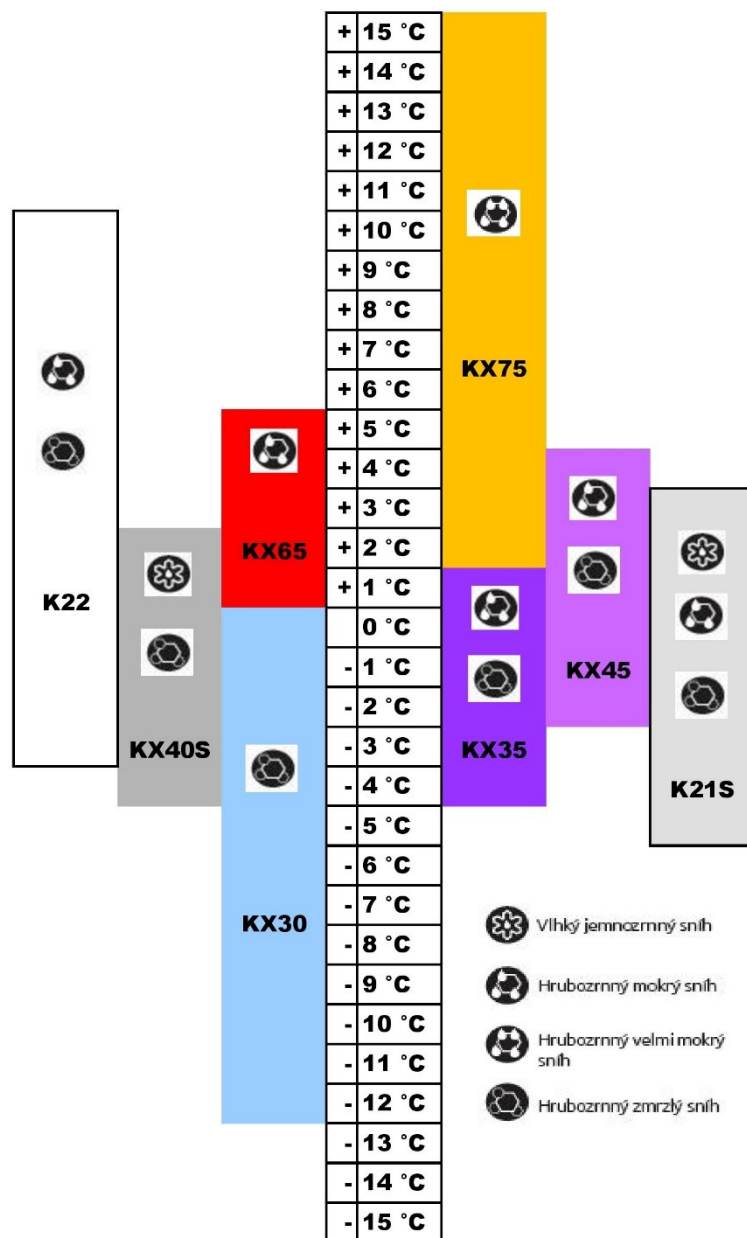 + 15 °C
+ 14 °C
+ 13 °C
+ 12 °C
+ 11 °C
+ 10 °C
+ 9 °C
+ 8 °C
+ 7 °C
+ 6 °C
+ 5 °C
+ 4 °C
+ 3 °C
+ 2 °C
+ 1 °C
0 °C
- 1 °C
- 2 °C
- 3 °C
- 4 °C
- 5 °C
- 6 °C
- 7 °C
- 8 °C
- 9 °C
- 10 °C
- 11 °C
- 12 °C
- 13 °C
- 14 °C
- 15 °C
K22
KX40S
KX65
KX30
KX75
KX35
KX45
K21S
Vlhký jemnozrnný sníh
Hrubozrnný mokrý sníh
Hrubozrnný velmi mokrý
sníh
Hrubozrnný zmrzlý sníh